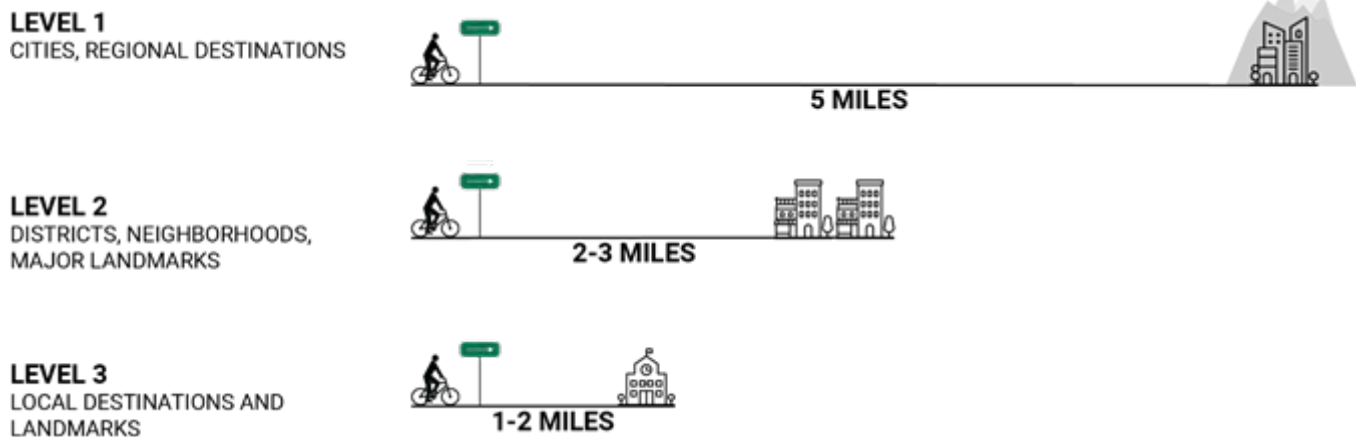 LEVEL 1
CITIES, REGIONAL DESTINATIONS
5 MILES
LEVEL 2
DISTRICTS, NEIGHBORHOODS,
MAJOR LANDMARKS
2-3 MILES
LEVEL 3
LOCAL DESTINATIONS AND
LANDMARKS
1-2 MILES